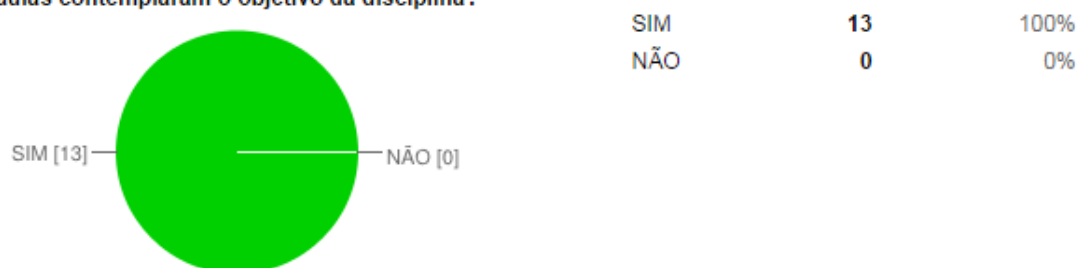 aulas contemplaram o objetivo da disciplina?
SIM 13 100%
NÃO 0 0%
SIM [13]
NÃO [0]